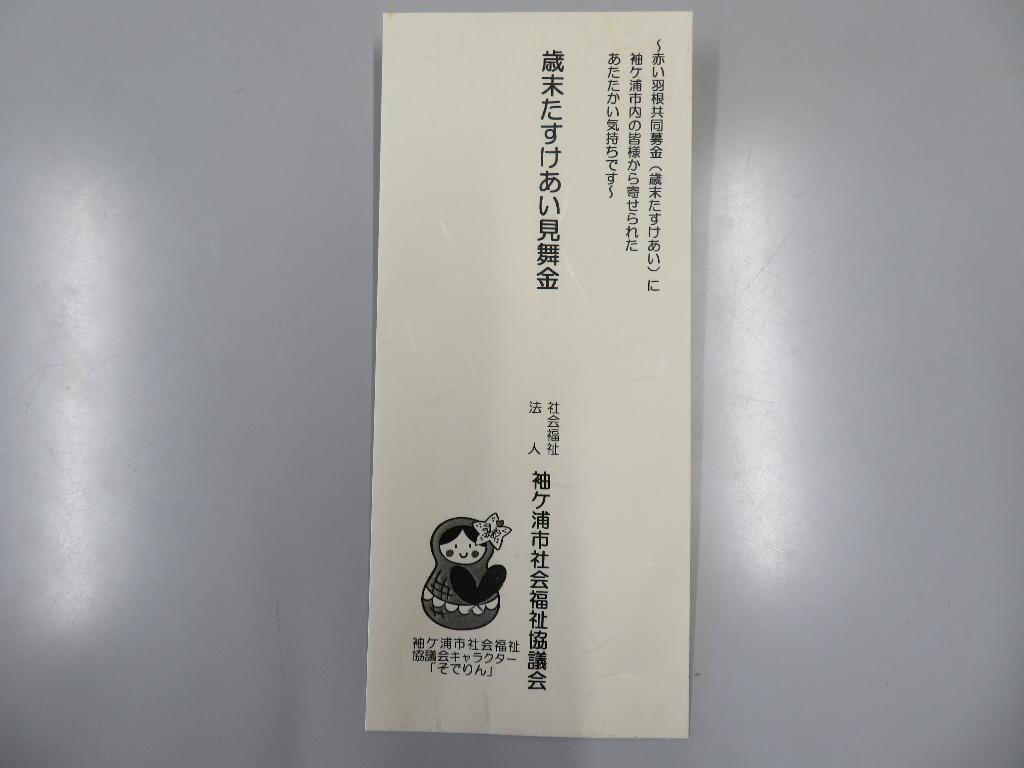 ～赤い羽根共同募金（歳末たすけあい）に
袖ケ浦市内の皆様から寄せられた
あたたかい気持ちです～
歳末たすけあい見舞金
社会福祉
法人
袖ケ浦市社会福祉協議会
袖ケ浦市社会福祉
協議会キャラクター
「そでりん」